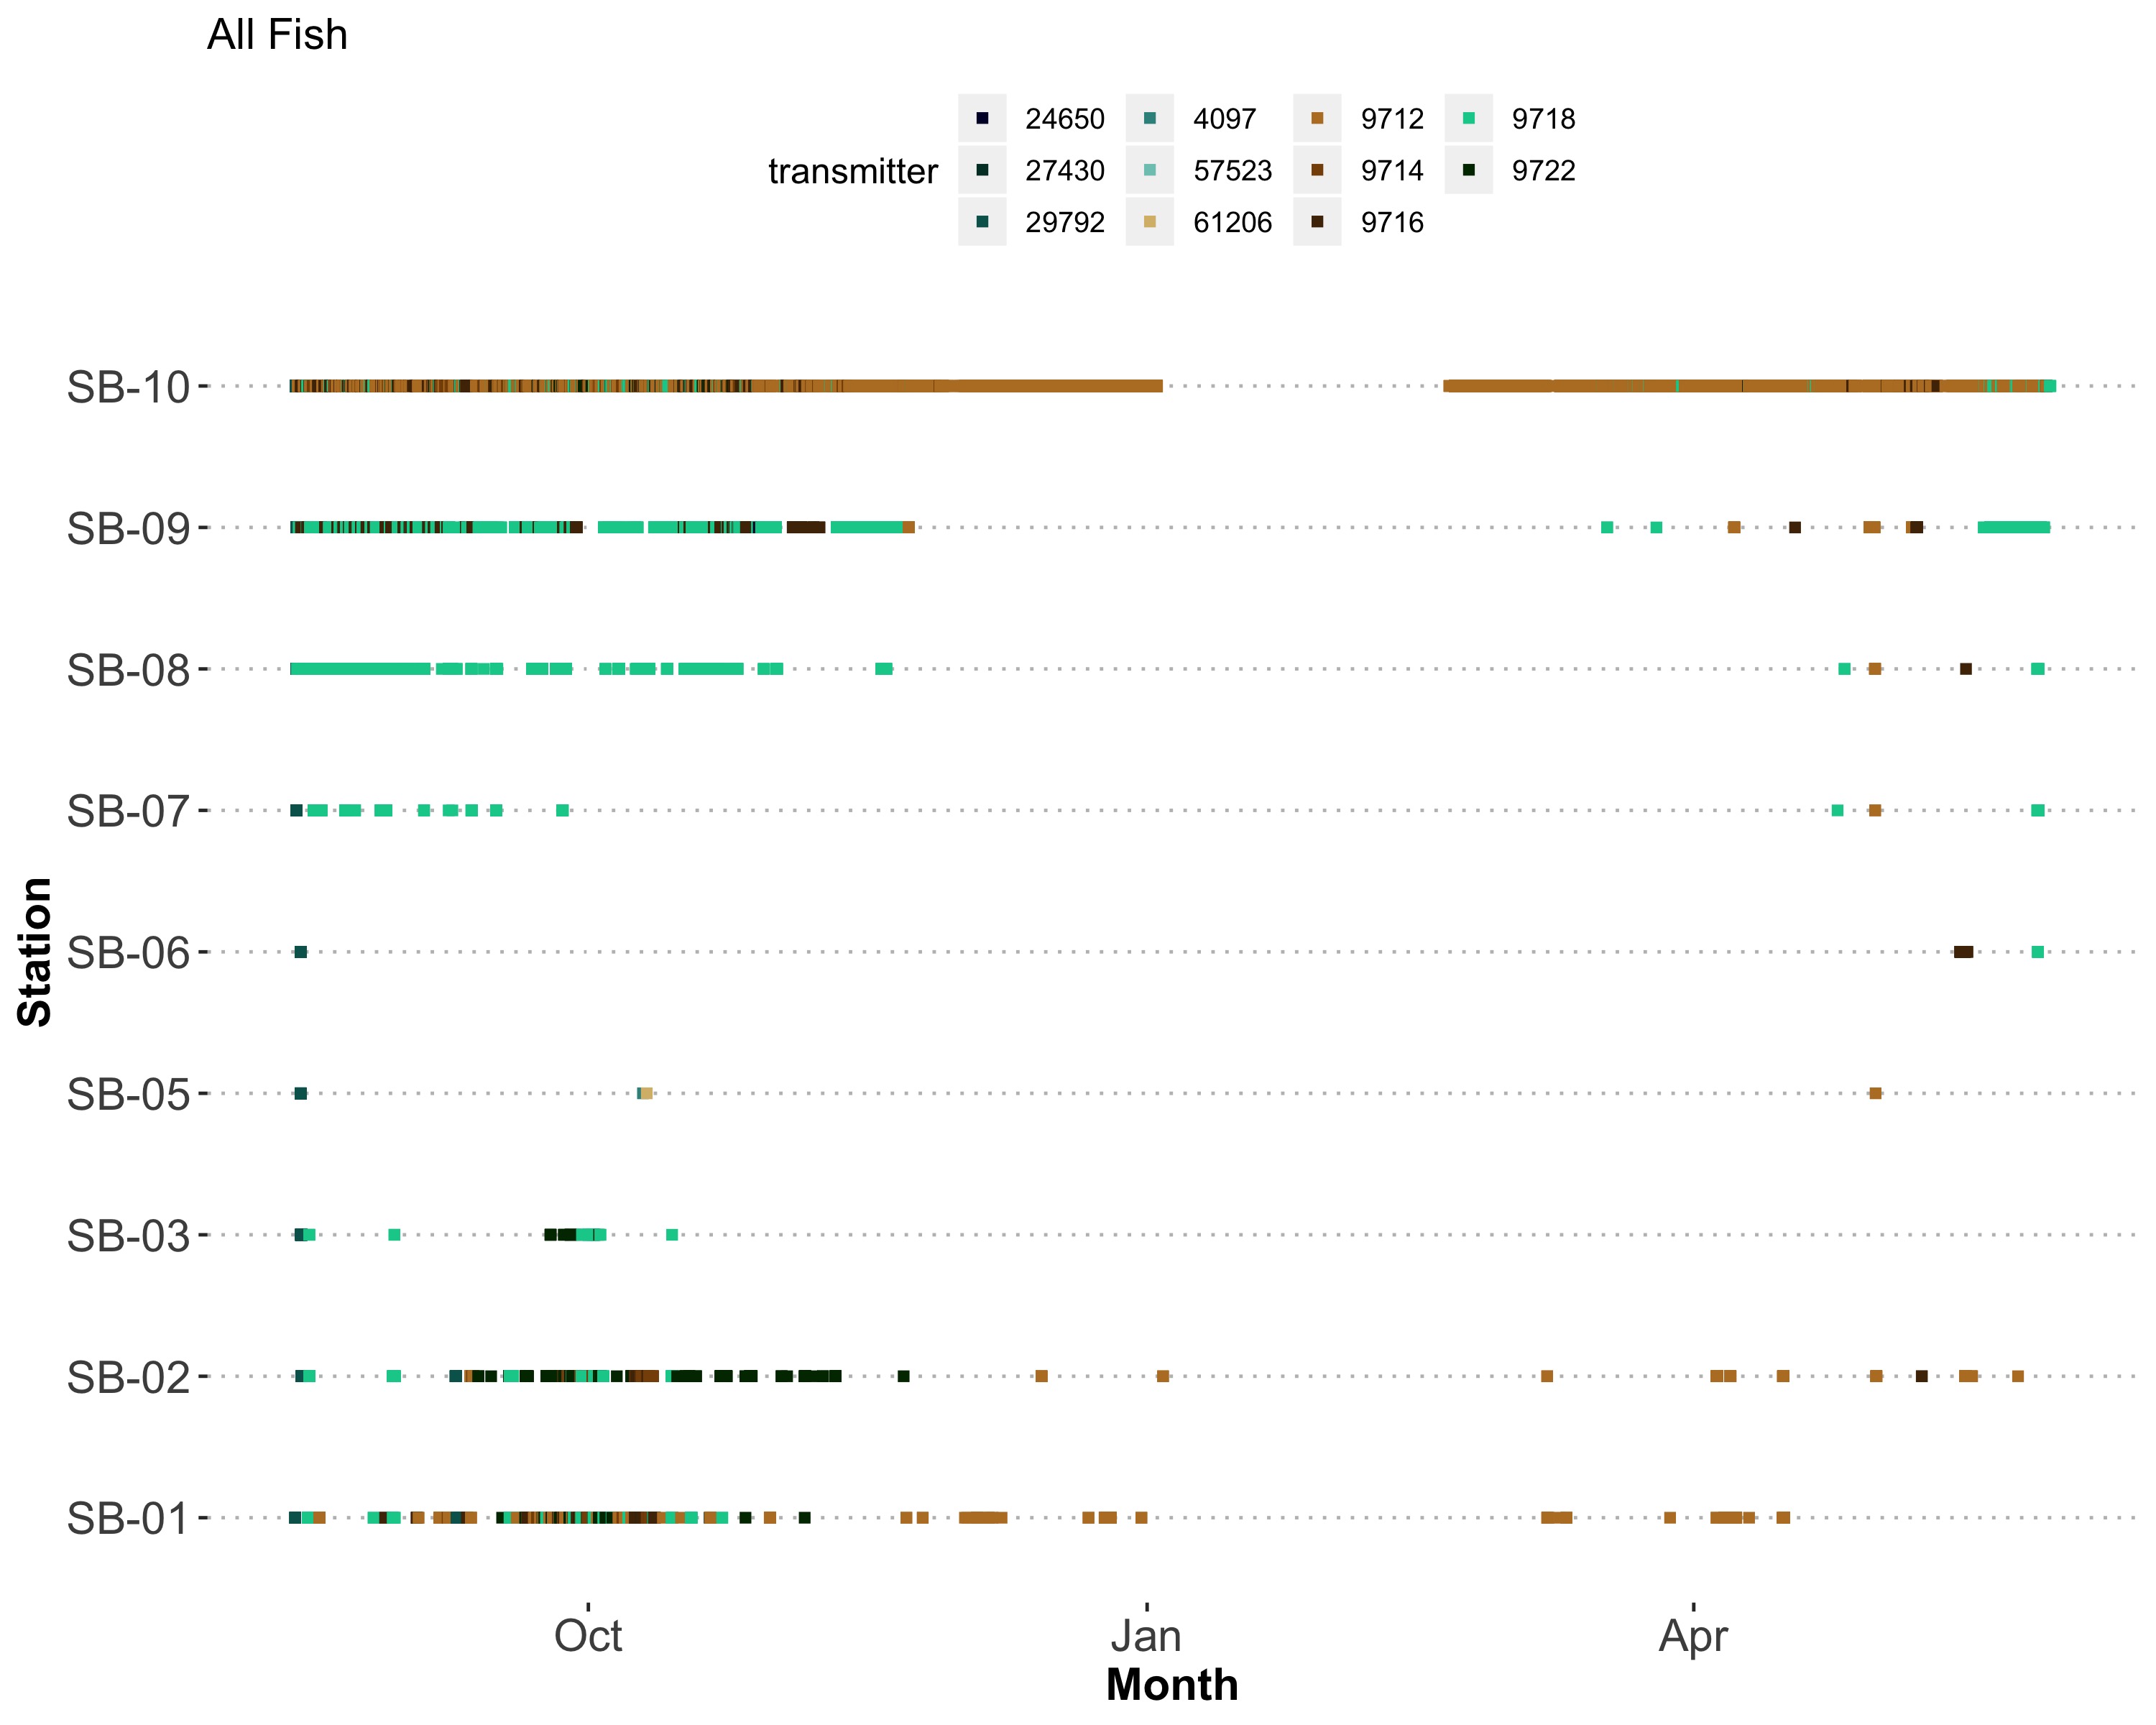 All Fish
transmitter
24650 4097 9712 9718
27430 57523 9714 9722
29792 61206 9716
Station
SB-10
SB-09
SB-08
SB-07
SB-06
SB-05
SB-03
SB-02
SB-01
Oct Jan Apr
Month